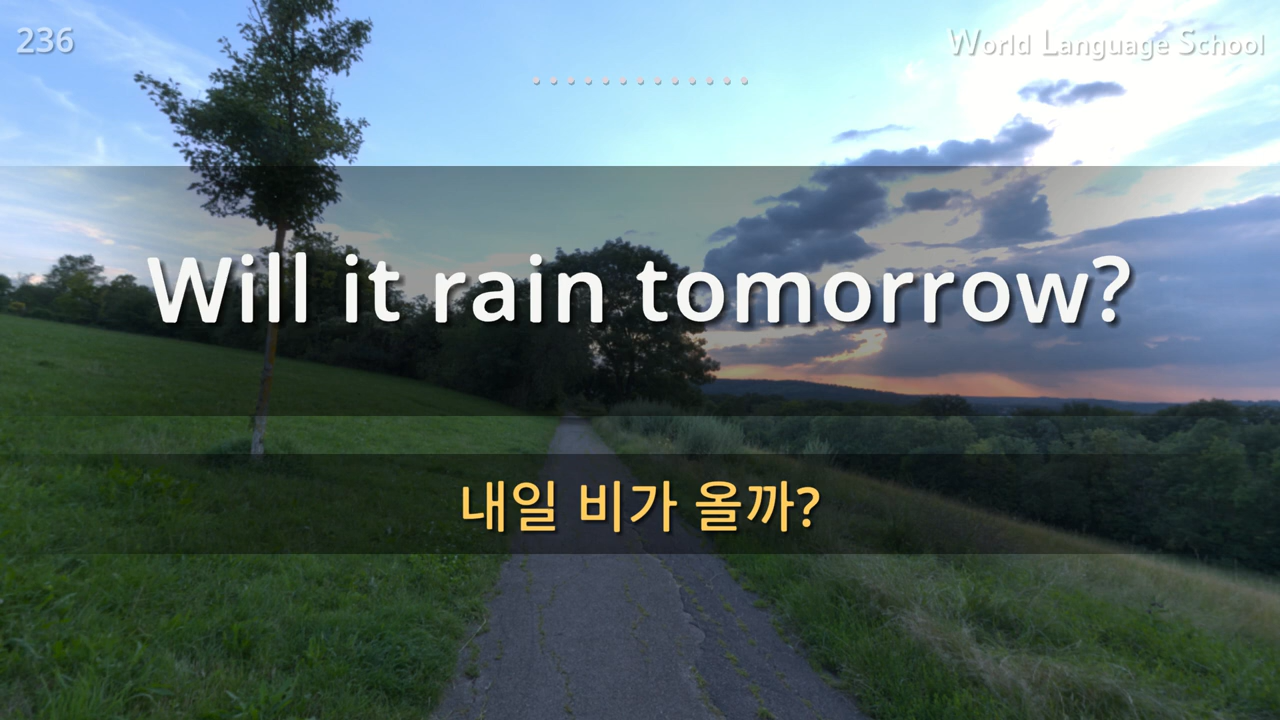 236
World Language School
Will it rain tomorrow?
내일 비가 올까?